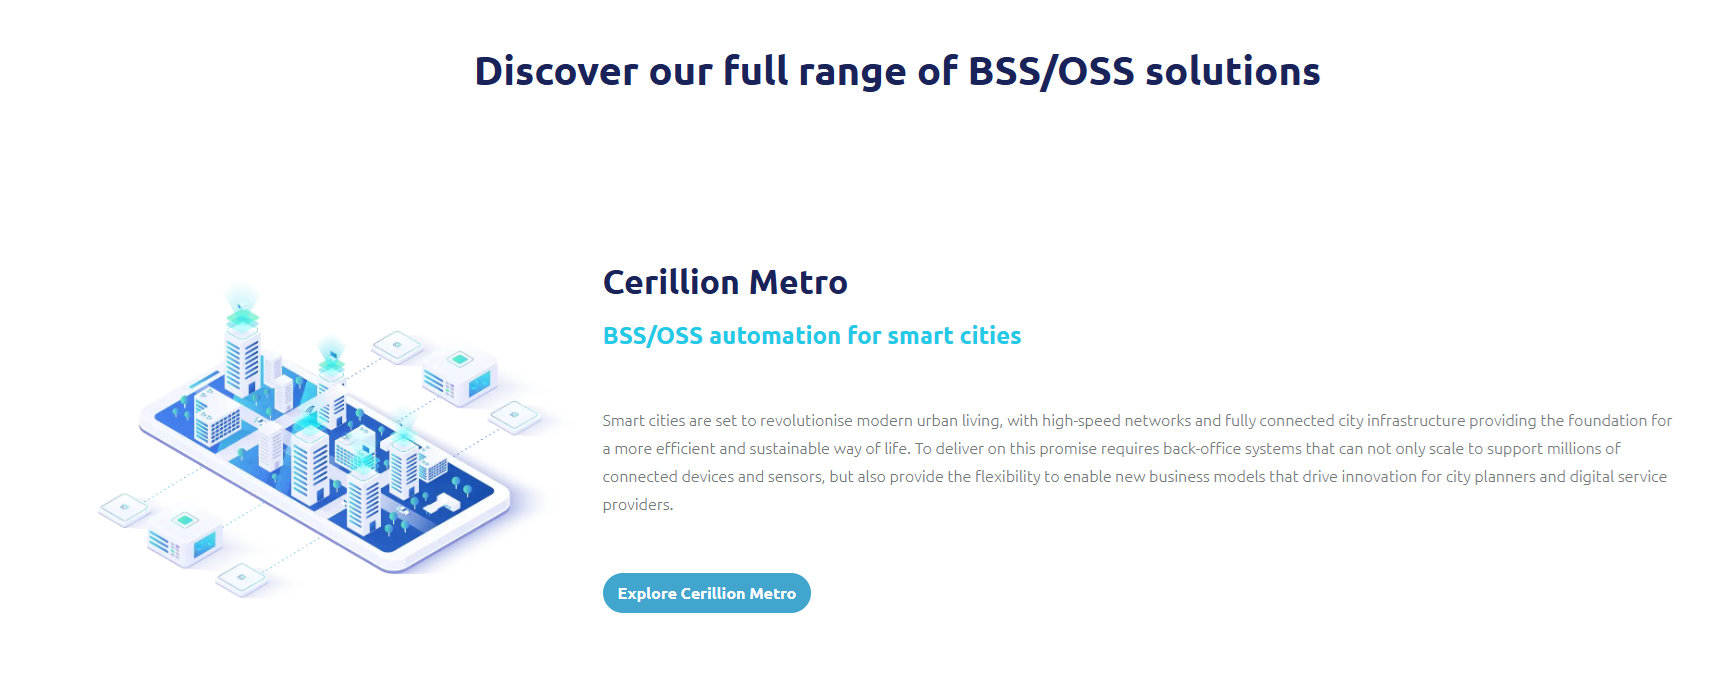 Discover our full range of BSS/OSS solutions
Cerillion Metro
BSS/OSS automation for smart cities
Smart cities are set to revolutionise modern urban living, with high-speed networks and fully connected city infrastructure providing the foundation for
a more efficient and sustainable way of life. To deliver on this promise requires back-office systems that can not only scale to support millions of
connected devices and sensors, but also provide the flexibility to enable new business models that drive innovation for city planners and digital service
providers.
Explore Cerillion Metro